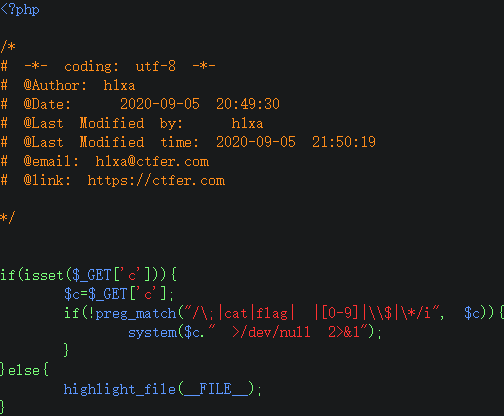 <?php
/*
# -*- coding: utf-8 -*-
# @Author: h1xa
# @Date:   2020-09-05 20:49:30
# @Last Modified by:   h1xa
# @Last Modified time: 2020-09-05 21:50:19
# @email: h1xa@ctfer.com
# @link: https://ctfer.com
*/
if(isset($_GET['c'])){
    $c=$_GET['c'];
    if(!preg_match("/\;|cat|flag| |[0-9]|\\$|\*/i", $c)){
        system($c." >/dev/null 2>&1");
    }
}else{
    highlight_file(__FILE__);
}